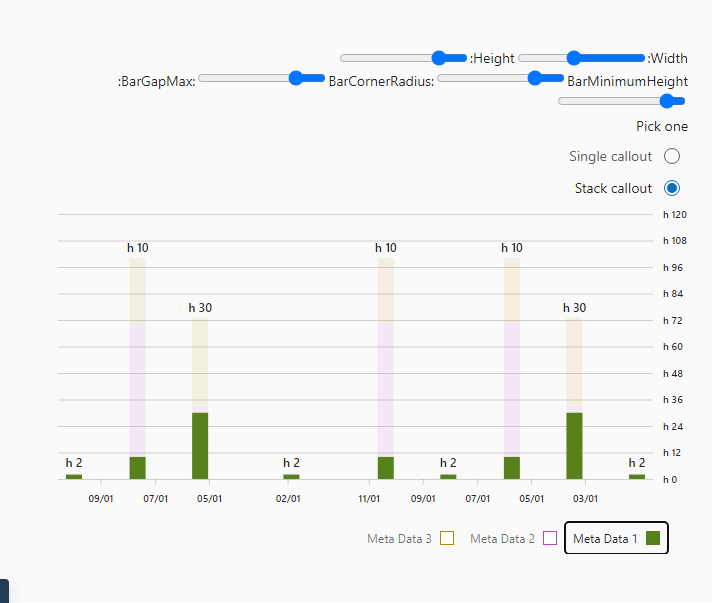 :Height :Width
:BarGapMax: BarCornerRadius: BarMinimumHeight
Pick one
Single callout
Stack callout
h 120
h 108
h 10 h 10 h 10
h 96
h 84
h 30 h 30
h 72
h 60
h 48
h 36
h 24
h 12
h 2 h 2 h 2 h 2
h 0
09/01 07/01 05/01 02/01 11/01 09/01 07/01 05/01 03/01
Meta Data 3 Meta Data 2 Meta Data 1